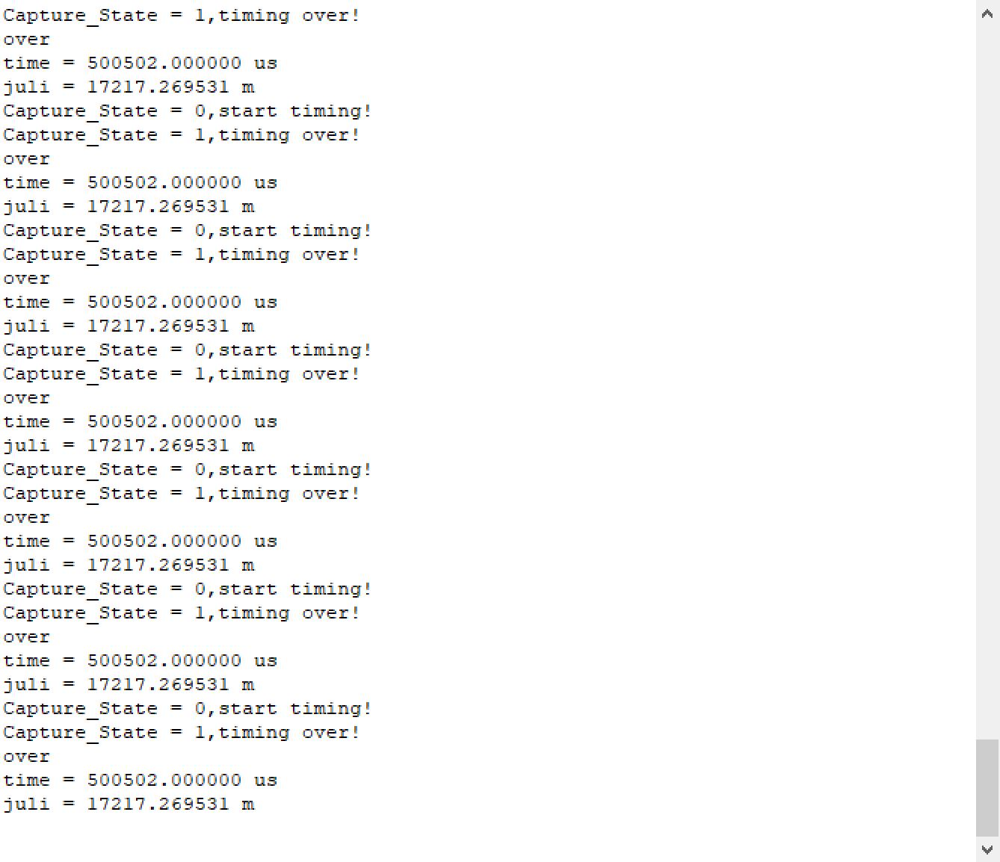 Capture_State = 1,timing over!
over
time = 500502.000000 us
juli = 17217.269531 m
Capture_State = 0,start timing!
Capture_State = 1,timing over!
over
time = 500502.000000 us
juli = 17217.269531 m
Capture_State = 0,start timing!
Capture_State = 1,timing over!
over
time = 500502.000000 us
juli = 17217.269531 m
Capture_State = 0,start timing!
Capture_State = 1,timing over!
over
time = 500502.000000 us
juli = 17217.269531 m
Capture_State = 0,start timing!
Capture_State = 1,timing over!
over
time = 500502.000000 us
juli = 17217.269531 m
Capture_State = 0,start timing!
Capture_State = 1,timing over!
over
time = 500502.000000 us
juli = 17217.269531 m
Capture_State = 0,start timing!
Capture_State = 1,timing over!
over
time = 500502.000000 us
juli = 17217.269531 m